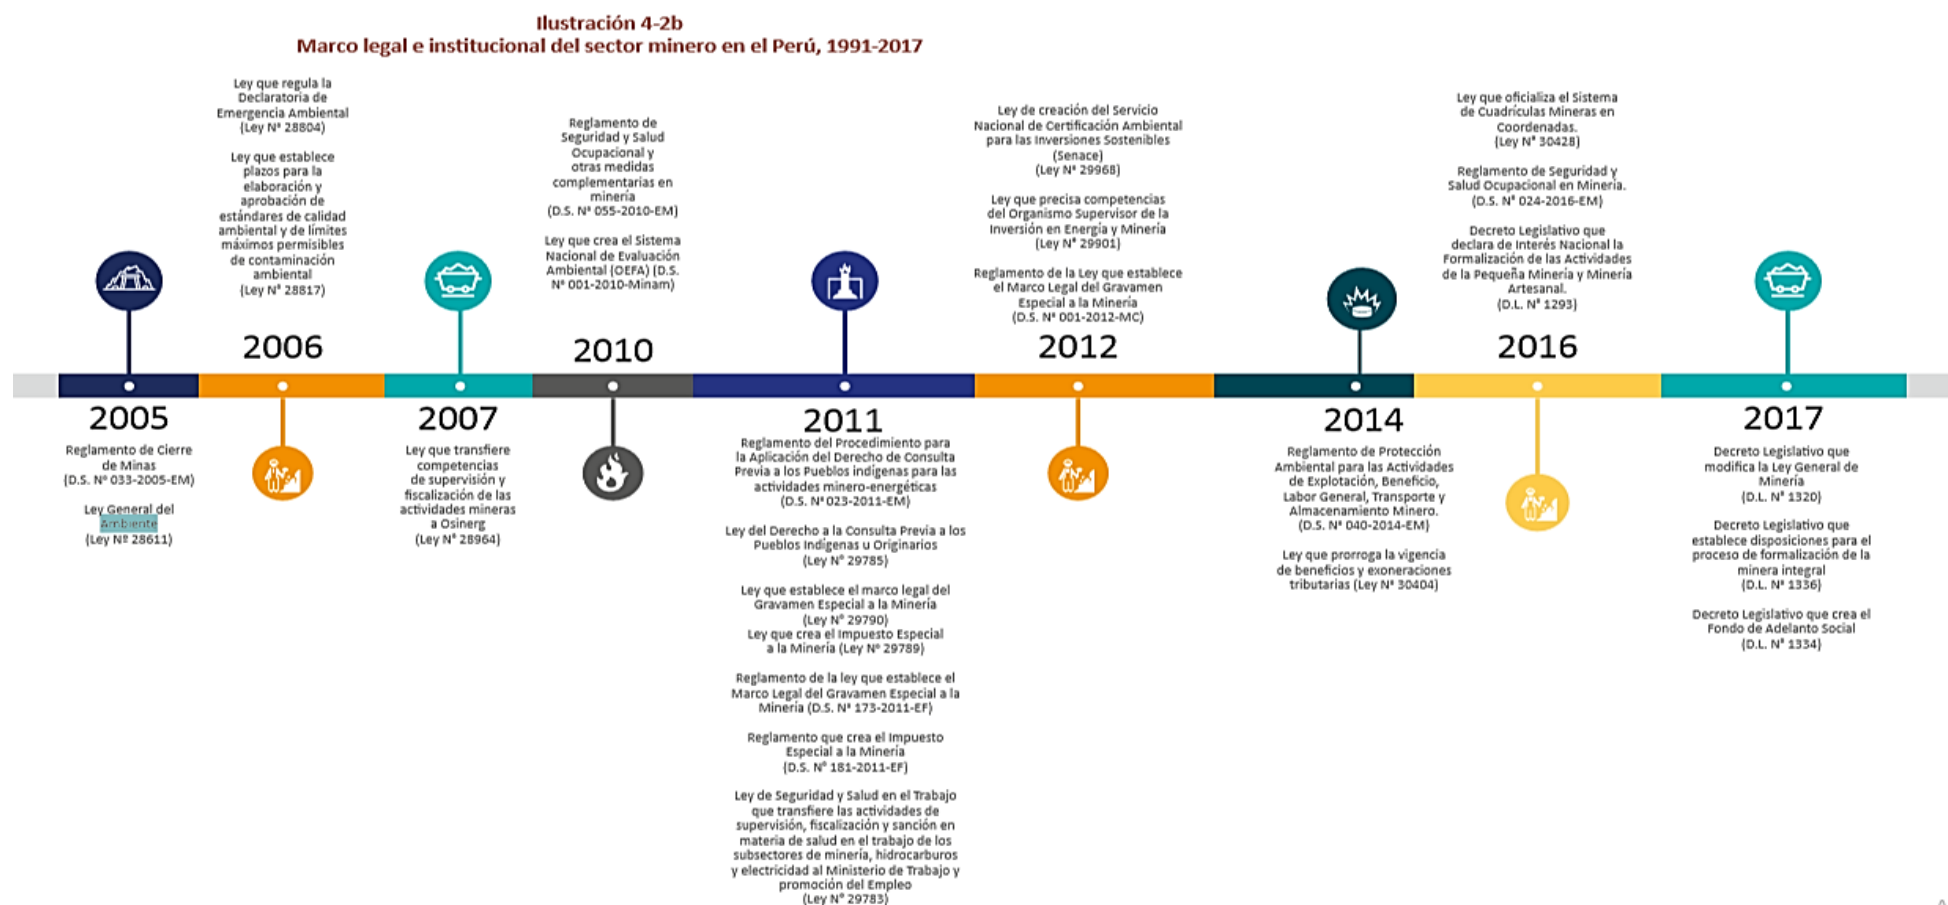 Ilustración 4-2b
Marco legal e institucional del sector minero en el Perú, 1991-2017
2005
Reglamento de Cierre
de Minas
(D.S. N° 033-2005-EM)
Ley General del
Ambiente
(Ley Nº 28611)
Ley que regula la
Declaratoria de
Emergencia Ambiental
(Ley N° 28804)
Ley que establece
plazos para la
elaboración y
aprobación de
estándares de calidad
ambiental y de límites
máximos permisibles
de contaminación
ambiental
(Ley N° 28817)
2006
2007
Ley que transfiere
competencias
de supervisión y
fiscalización de las
actividades mineras
a Osinerg
(Ley N° 28964)
Reglamento de
Seguridad y Salud
Ocupacional y
otras medidas
complementarias en
minería
(D.S. N° 055-2010-EM)
Ley que crea el Sistema
Nacional de Evaluación
Ambiental (OEFA) (D.S.
N° 001-2010-Minam)
2010
2011
Reglamento del Procedimiento para
la Aplicación del Derecho de Consulta
Previa a los Pueblos indígenas para las
actividades minero-energéticas
(D.S. N° 023-2011-EM)
Ley del Derecho a la Consulta Previa a los
Pueblos Indígenas u Originarios
(Ley N° 29785)
Ley que establece el marco legal del
Gravamen Especial a la Minería
(Ley N° 29790)
Ley que crea el Impuesto Especial
a la Minería (Ley N° 29789)
Reglamento de la ley que establece el
Marco Legal del Gravamen Especial a la
Minería (D.S. N° 173-2011-EF)
Reglamento que crea el Impuesto
Especial a la Minería
(D.S. N° 181-2011-EF)
Ley de Seguridad y Salud en el Trabajo
que transfiere las actividades de
supervisión, fiscalización y sanción en
materia de salud en el trabajo de los
subsectores de minería, hidrocarburos
y electricidad al Ministerio de Trabajo y
promoción del Empleo
(Ley N° 29783)
Ley de creación del Servicio
Nacional de Certificación Ambiental
para las Inversiones Sostenibles
(Senace)
(Ley N° 29968)
Ley que precisa competencias
del Organismo Supervisor de la
Inversión en Energía y Minería
(Ley N° 29901)
Reglamento de la Ley que establece
el Marco Legal del Gravamen
Especial a la Minería
(D.S. N° 001-2012-MC)
2012
2014
Reglamento de Protección
Ambiental para las Actividades
de Explotación, Beneficio,
Labor General, Transporte y
Almacenamiento Minero.
(D.S. N° 040-2014-EM)
Ley que prorroga la vigencia
de beneficios y exoneraciones
tributarias (Ley N° 30404)
Ley que oficializa el Sistema
de Cuadrículas Mineras en
Coordenadas.
(Ley N° 30428)
Reglamento de Seguridad y
Salud Ocupacional en Minería.
(D.S. N° 024-2016-EM)
Decreto Legislativo que
declara de Interés Nacional la
Formalización de las Actividades
de la Pequeña Minería y Minería
Artesanal.
(D.L. N° 1293)
2016
2017
Decreto Legislativo que
modifica la Ley General de
Minería
(D.L. N° 1320)
Decreto Legislativo que
establece disposiciones para el
proceso de formalización de la
minera integral
(D.L. N° 1336)
Decreto Legislativo que crea el
Fondo de Adelanto Social
(D.L. N° 1334)